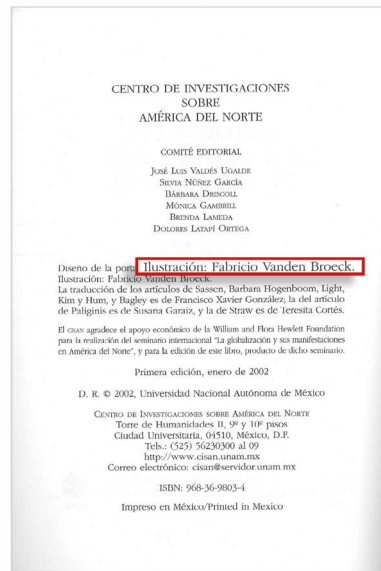 CENTRO DE INVESTIGACIONES
SOBRE
AMÉRICA DEL NORTE
COMITÉ EDITORIAL
JOSÉ LUIS VALDÉS UGALDE
SILVIA NÚÑEZ GARCÍA
BÁRBARA DRISCOLL
MÓNICA GAMBRILL
BRENDA LAMEDA
DOLORES LATAPÍ ORTEGA
Diseño de la porta
Ilustración: Fabricio Vanden Broeck.
Ilustración: Fabricio Vanden Broeck.
La traducción de los artículos de Sassen, Barbara Hogenboom, Light,
Kim y Hum, y Bagley es de Francisco Xavier González; la del artículo
de Paliginis es de Susana Garaiz, y la de Straw es de Teresita Cortés.
El CISAN agradece el apoyo económico de la William and Flora Hewlett Foundation
para la realización del seminario internacional "La globalización y sus manifestaciones
en América del Norte", y para la edición de este libro, producto de dicho seminario.
Primera edición, enero de 2002
D. R. © 2002, Universidad Nacional Autónoma de México
CENTRO DE INVESTIGACIONES SOBRE AMÉRICA DEL NORTE
Torre de Humanidades II, 9º y 10º pisos
Ciudad Universitaria, 04510, México, D.F.
Tels.: (525) 56230300 al 09
http://www.cisan.unam.mx
Correo electrónico: cisan@servidor.unam.mx
ISBN: 968-36-9803-4
Impreso en México/Printed in Mexico